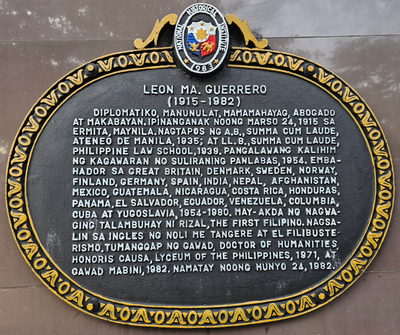 NATIONAL HISTORICAL INSTITUTE
1983
LEON MA. GUERRERO
(1915-1982)
DIPLOMATIKO, MANUNULAT, MAMAMAHAYAG, ABOGADO
AT MAKABAYAN. IPINANGANAK NOONG MARSO 24, 1915 SA
ERMITA, MAYNILA. NAGTAPOS NG A.B., SUMMA CUM LAUDE,
ATENEO DE MANILA, 1935; AT LL.B., SUMMA CUM LAUDE,
PHILIPPINE LAW SCHOOL, 1939. PANGALAWANG KALIHIM
NG KAGAWARAN NG SULIRANING PANLABAS, 1954. EMBA-
HADOR SA GREAT BRITAIN, DENMARK, SWEDEN, NORWAY,
FINLAND, GERMANY, SPAIN, INDIA, NEPAL, AFGHANISTAN,
MEXICO, GUATEMALA, NICARAGUA, COSTA RICA, HONDURAS,
PANAMA, EL SALVADOR, ECUADOR, VENEZUELA, COLUMBIA,
CUBA AT YUGOSLAVIA, 1954-1980. MAY-AKDA NG NAGWA-
GING TALAMBUHAY NI RIZAL, THE FIRST FILIPINO. NAGSA-
LIN SA INGLES NG NOLI ME TANGERE AT EL FILIBUSTE-
RISMO, TUMANGGAP NG GAWAD, DOCTOR OF HUMANITIES,
HONORIS CAUSA, LYCEUM OF THE PHILIPPINES, 1971, AT
GAWAD MABINI, 1982. NAMATAY NOONG HUNYO 24, 1982.